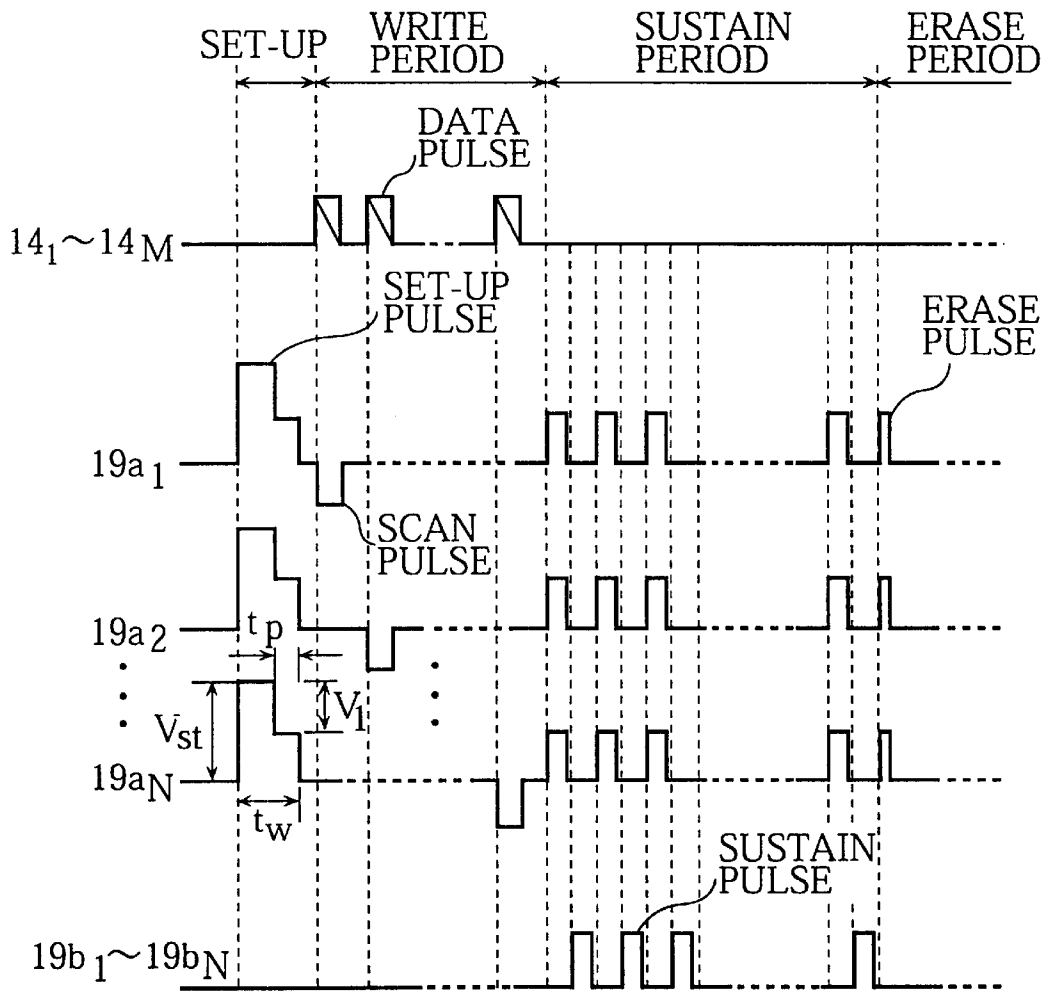 SET-UP
WRITE
PERIOD
SUSTAIN
PERIOD
ERASE
PERIOD
DATA
PULSE
14₁~14 M
SET-UP
PULSE
ERASE
PULSE
19a₁
SCAN
PULSE
19a₂
tp
Vst
V₁
19aN
tw
SUSTAIN
PULSE
19b₁~19bN